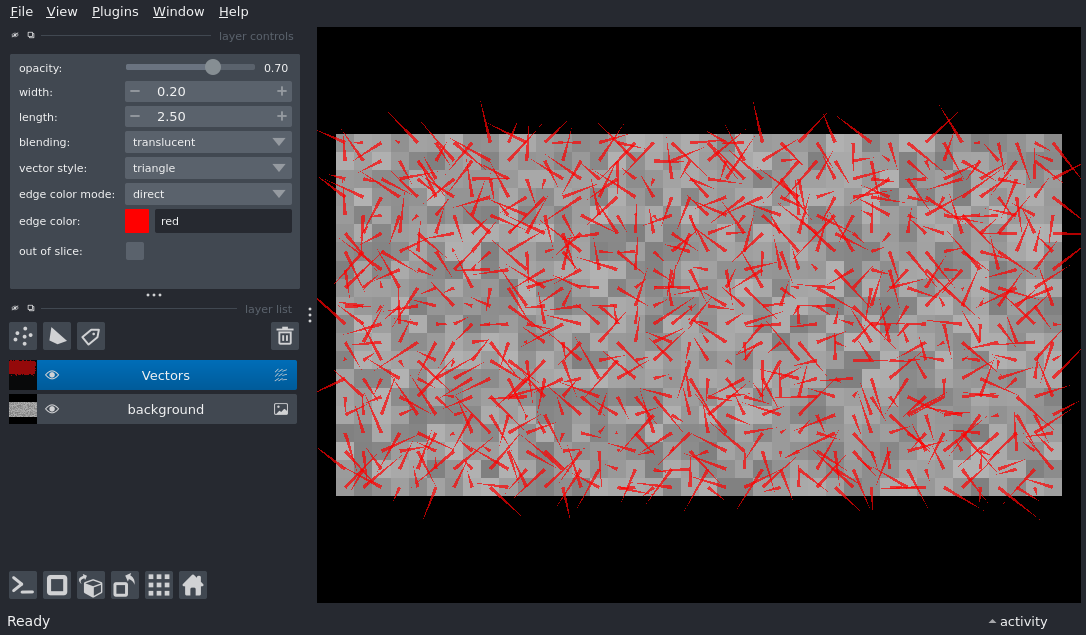 File View Plugins Window Help
layer controls
opacity: 0.70
width: 0.20
length: 2.50
blending: translucent
vector style: triangle
edge color mode: direct
edge color: red
out of slice:
layer list
Vectors
background
Ready
activity